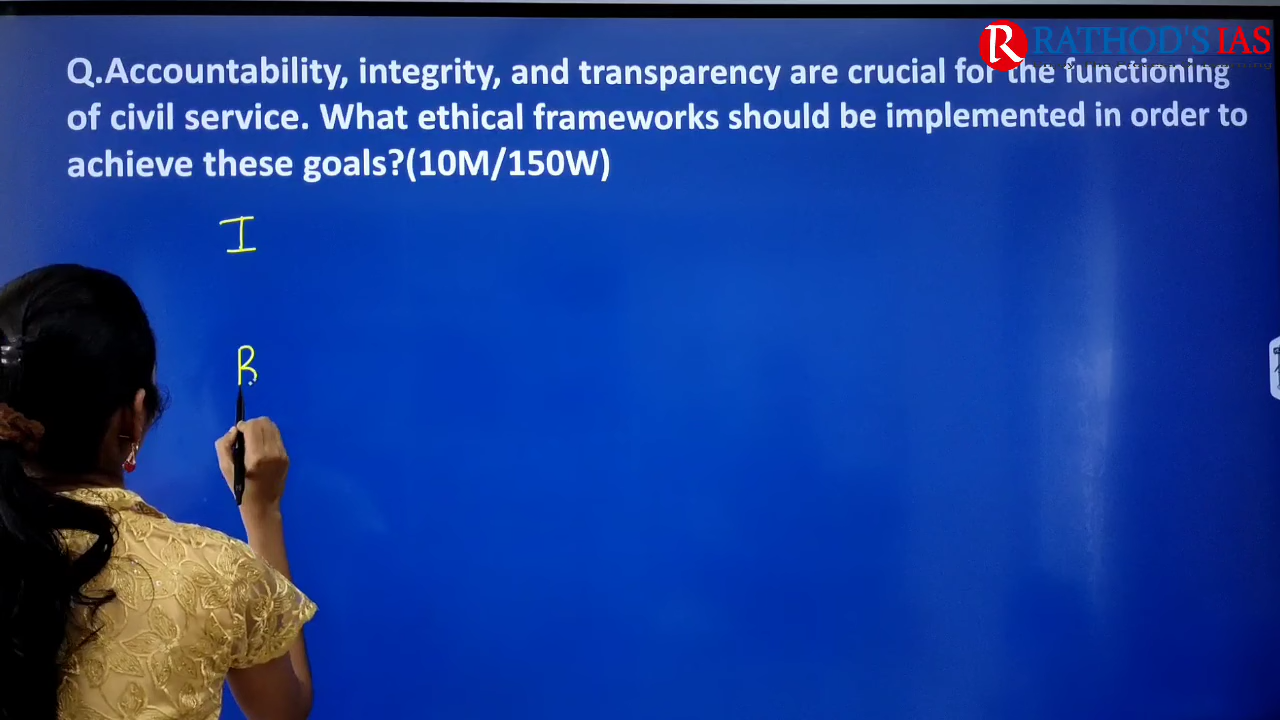 RATHOD'S IAS
Q.Accountability, integrity, and transparency are crucial for the functioning
of civil service. What ethical frameworks should be implemented in order to
achieve these goals?(10M/150W)
I
B